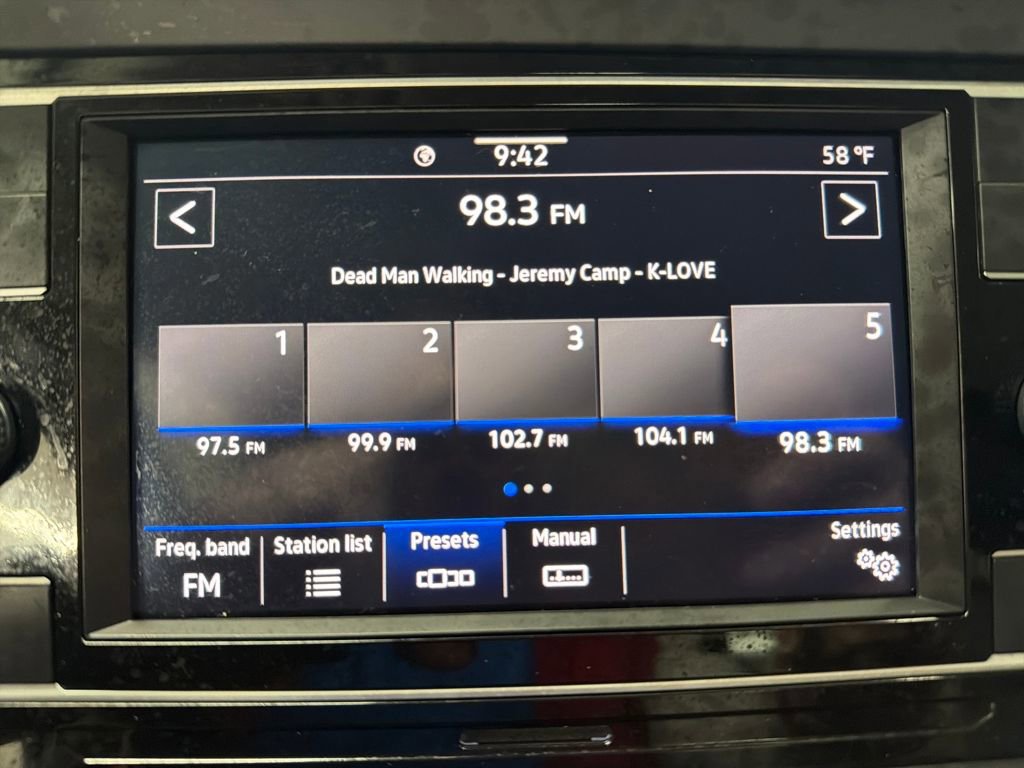 9:42 58 °F
< 98.3 FM >
Dead Man Walking - Jeremy Camp - K-LOVE
1 2 3 4 5
97.5 FM 99.9 FM 102.7 FM 104.1 FM 98.3 FM
Freq. band Station list Presets Manual Settings
FM